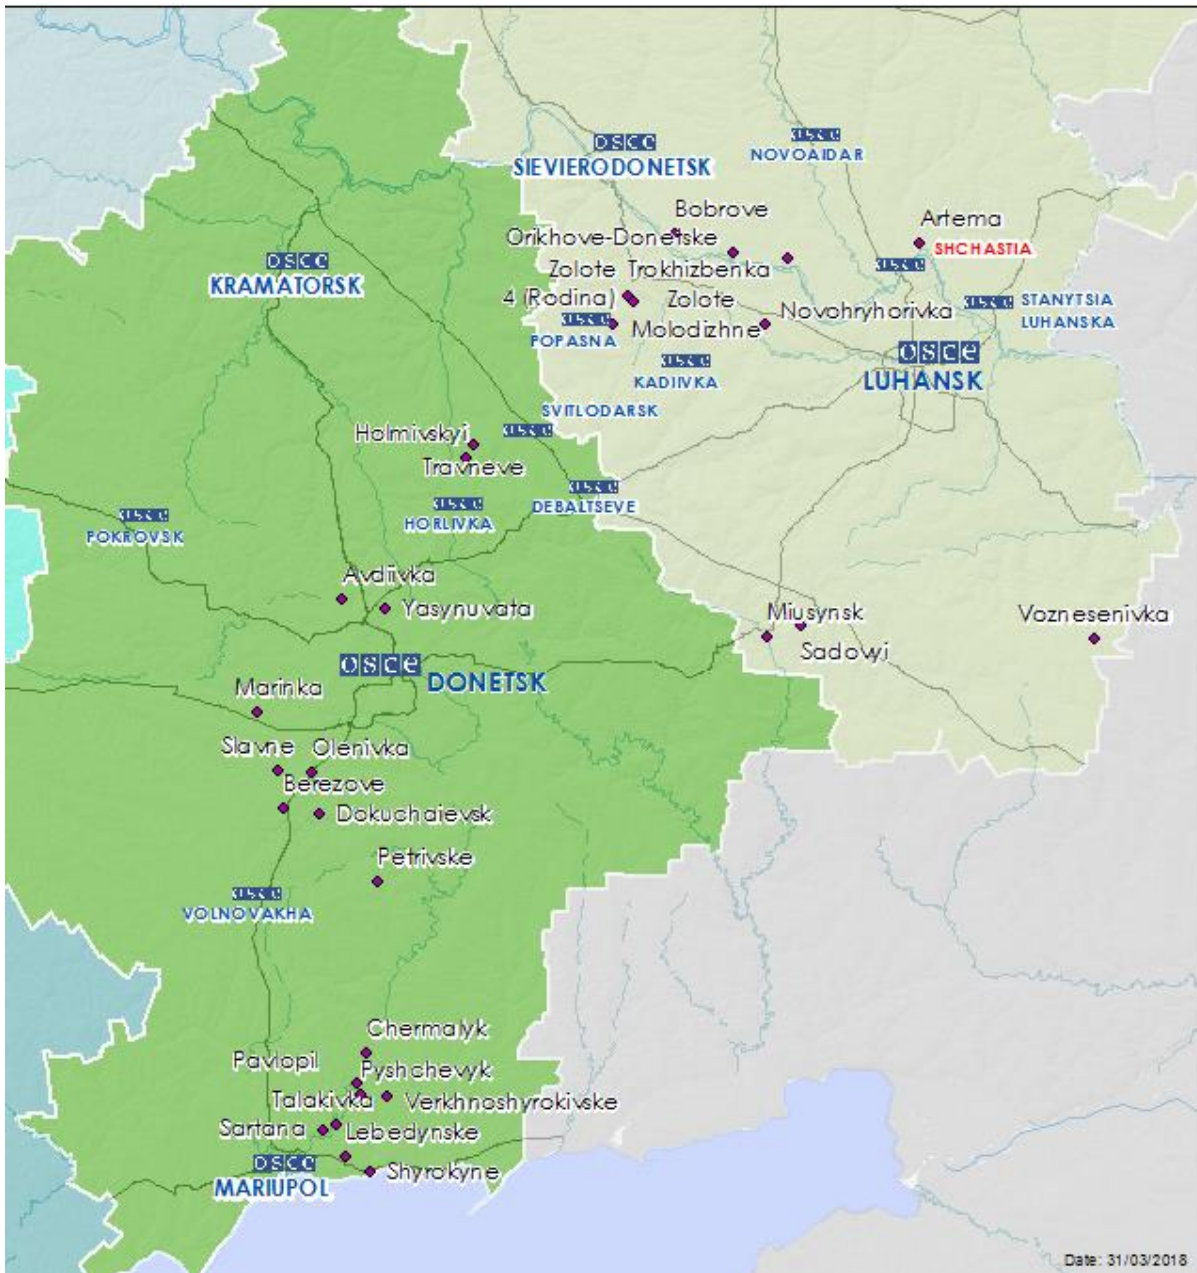 OSCE
NOVOAIDAR
OSCE
SIEVIERODONETSK
Bobrove
Artema
Orikhove-Donetske
SHCHASTIA
OSCE
KRAMATORSK
OSCE
Zolote
Trokhizbenka
4 (Rodina)
Zolote
OSCE
STANYTSIA
LUHANSKA
Novohryhorivka
OSCE
POPASNA
Molodizhne
OSCE
LUHANSK
OSCE
KADIIVKA
SVITLODARSK
OSCE
Holmivskyi
Travneve
OSCE
DEBALTSEVE
OSCE
HORLIVKA
OSCE
POKROVSK
Avdiivka
Yasynuvata
Miusynsk
Voznesenivka
Sadovyi
OSCE
DONETSK
Marinka
Slavne
Olenivka
Berezove
Dokuchaievsk
Petrivske
OSCE
VOLNOVAKHA
Chermalyk
Pavlopil
Pyshchevyk
Talakivka
Verkhnoshyrokivske
Sartana
Lebedynske
OSCE
MARIUPOL
Shyrokyne
Date: 31/03/2018